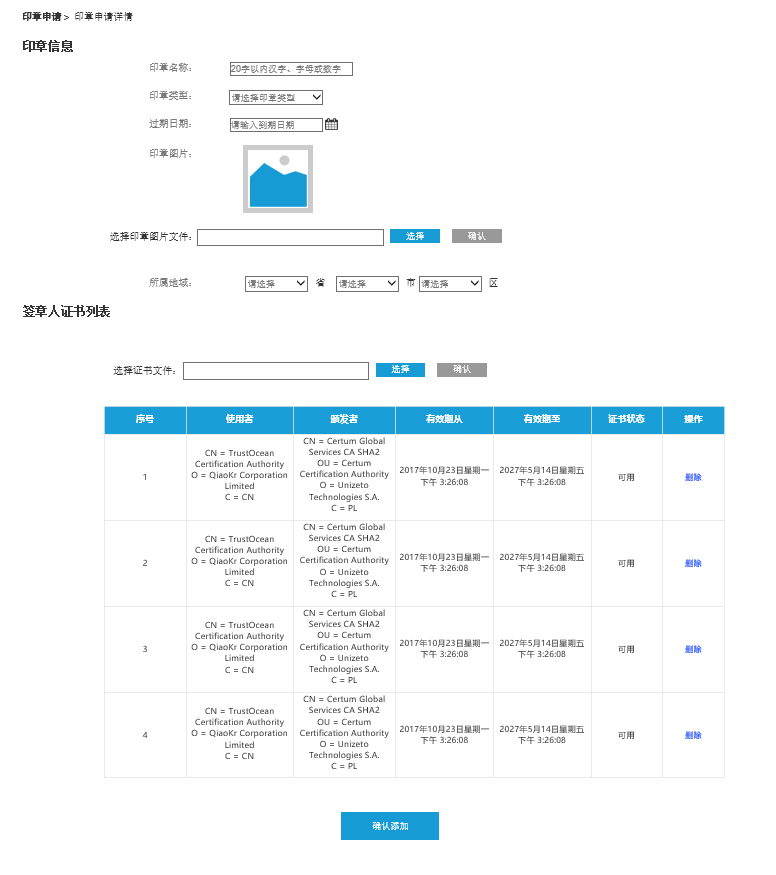 印章申请 > 印章申请详情
印章信息
印章名称: 20字以内汉字、字母或数字
印章类型: 请选择印章类型
过期日期: 请输入到期日期
印章图片:
选择印章图片文件: 选择 确认
所属地域: 请选择 省 请选择 市 请选择 区
签章人证书列表
选择证书文件: 选择 确认
序号 使用者 颁发者 有效期从 有效期至 证书状态 操作
1
CN = TrustOcean
Certification Authority
O = QiaoKr Corporation
Limited
C = CN
CN = Certum Global
Services CA SHA2
OU = Certum
Certification Authority
O = Unizeto
Technologies S.A.
C = PL
2017年10月23日星期一
下午 3:26:08
2027年5月14日星期五
下午 3:26:08
可用
删除
2
CN = TrustOcean
Certification Authority
O = QiaoKr Corporation
Limited
C = CN
CN = Certum Global
Services CA SHA2
OU = Certum
Certification Authority
O = Unizeto
Technologies S.A.
C = PL
2017年10月23日星期一
下午 3:26:08
2027年5月14日星期五
下午 3:26:08
可用
删除
3
CN = TrustOcean
Certification Authority
O = QiaoKr Corporation
Limited
C = CN
CN = Certum Global
Services CA SHA2
OU = Certum
Certification Authority
O = Unizeto
Technologies S.A.
C = PL
2017年10月23日星期一
下午 3:26:08
2027年5月14日星期五
下午 3:26:08
可用
删除
4
CN = TrustOcean
Certification Authority
O = QiaoKr Corporation
Limited
C = CN
CN = Certum Global
Services CA SHA2
OU = Certum
Certification Authority
O = Unizeto
Technologies S.A.
C = PL
2017年10月23日星期一
下午 3:26:08
2027年5月14日星期五
下午 3:26:08
可用
删除
确认添加